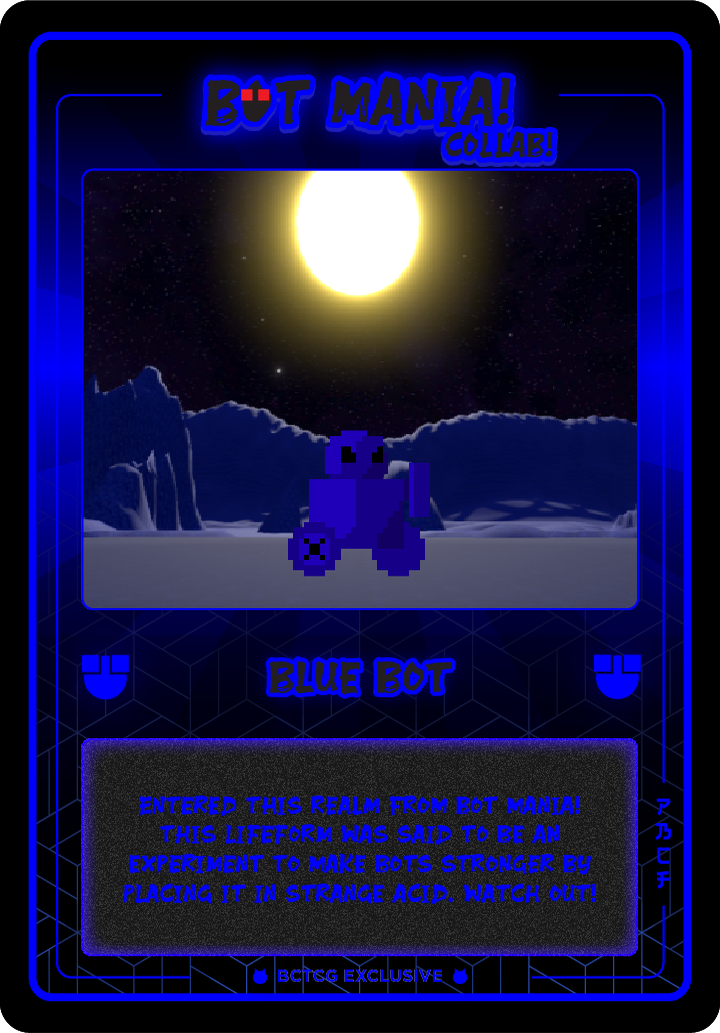 BOT MANIA!
COLLAB!
BLUE BOT
ENTERED THIS REALM FROM BOT MANIA!
THIS LIFEFORM WAS SAID TO BE AN
EXPERIMENT TO MAKE BOTS STRONGER BY
PLACING IT IN STRANGE ACID. WATCH OUT!
BCTCG EXCLUSIVE